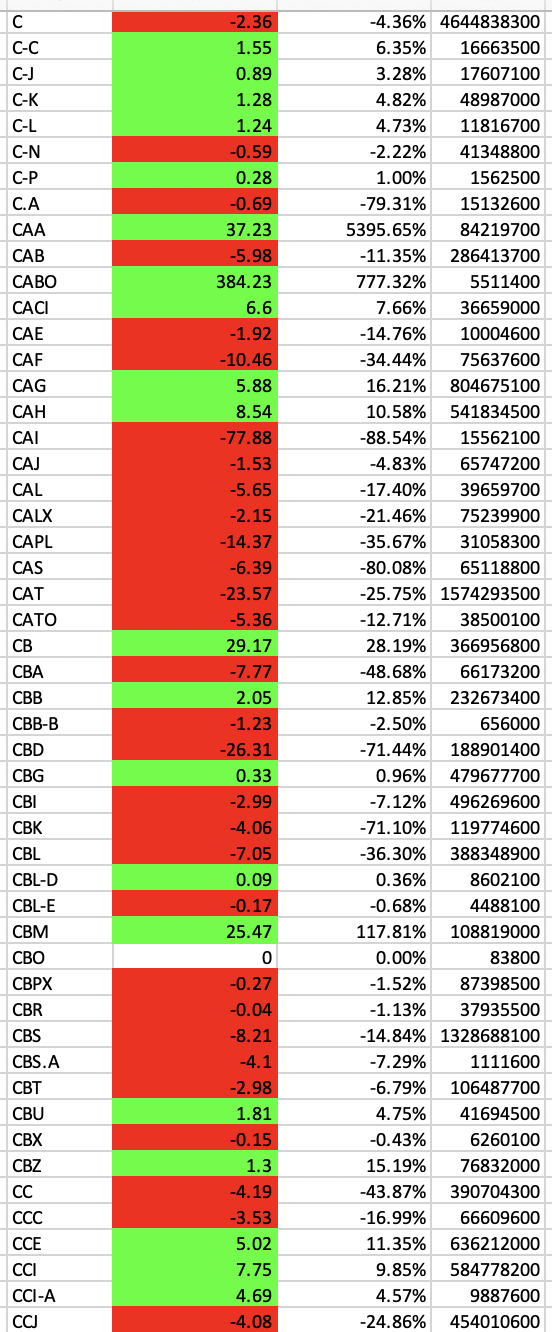 C -2.36 -4.36% 4644838300
C-C 1.55 6.35% 16663500
C-J 0.89 3.28% 17607100
C-K 1.28 4.82% 48987000
C-L 1.24 4.73% 11816700
C-N -0.59 -2.22% 41348800
C-P 0.28 1.00% 1562500
C.A -0.69 -79.31% 15132600
CAA 37.23 5395.65% 84219700
CAB -5.98 -11.35% 286413700
CABO 384.23 777.32% 5511400
CACI 6.6 7.66% 36659000
CAE -1.92 -14.76% 10004600
CAF -10.46 -34.44% 75637600
CAG 5.88 16.21% 804675100
CAH 8.54 10.58% 541834500
CAI -77.88 -88.54% 15562100
CAJ -1.53 -4.83% 65747200
CAL -5.65 -17.40% 39659700
CALX -2.15 -21.46% 75239900
CAPL -14.37 -35.67% 31058300
CAS -6.39 -80.08% 65118800
CAT -23.57 -25.75% 1574293500
CATO -5.36 -12.71% 38500100
CB 29.17 28.19% 366956800
CBA -7.77 -48.68% 66173200
CBB 2.05 12.85% 232673400
CBB-B -1.23 -2.50% 656000
CBD -26.31 -71.44% 188901400
CBG 0.33 0.96% 479677700
CBI -2.99 -7.12% 496269600
CBK -4.06 -71.10% 119774600
CBL -7.05 -36.30% 388348900
CBL-D 0.09 0.36% 8602100
CBL-E -0.17 -0.68% 4488100
CBM 25.47 117.81% 108819000
CBO 0 0.00% 83800
CBPX -0.27 -1.52% 87398500
CBR -0.04 -1.13% 37935500
CBS -8.21 -14.84% 1328688100
CBS.A -4.1 -7.29% 1111600
CBT -2.98 -6.79% 106487700
CBU 1.81 4.75% 41694500
CBX -0.15 -0.43% 6260100
CBZ 1.3 15.19% 76832000
CC -4.19 -43.87% 390704300
CCC -3.53 -16.99% 66609600
CCE 5.02 11.35% 636212000
CCI 7.75 9.85% 584778200
CCI-A 4.69 4.57% 9887600
CCJ -4.08 -24.86% 454010600